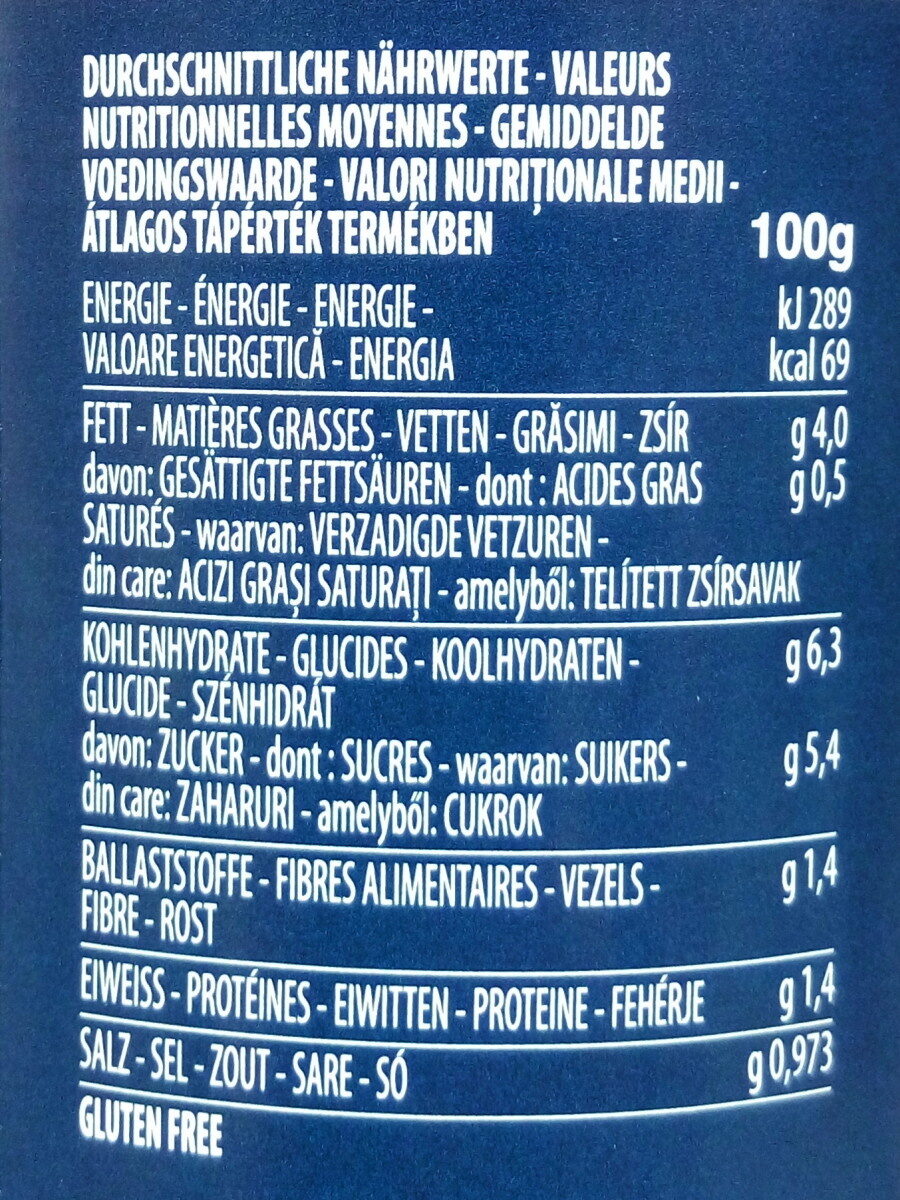 DURCHSCHNITTLICHE NÄHRWERTE - VALEURS
NUTRITIONNELLES MOYENNES - GEMIDDELDE
VOEDINGSWAARDE - VALORI NUTRIȚIONALE MEDII -
ÁTLAGOS TÁPÉRTÉK TERMÉKBEN 100g
ENERGIE - ÉNERGIE - ENERGIE - kJ 289
VALOARE ENERGETICĂ - ENERGIA kcal 69
FETT - MATIÈRES GRASSES - VETTEN - GRĂSIMI - ZSÍR g 4,0
davon: GESÄTTIGTE FETTSÄUREN - dont : ACIDES GRAS g 0,5
SATURÉS - waarvan: VERZADIGDE VETZUREN -
din care: ACIZI GRAȘI SATURAȚI - amelyből: TELÍTETT ZSÍRSAVAK
KOHLENHYDRATE - GLUCIDES - KOOLHYDRATEN - g 6,3
GLUCIDE - SZÉNHIDRÁT
davon: ZUCKER - dont : SUCRES - waarvan: SUIKERS - g 5,4
din care: ZAHARURI - amelyből: CUKROK
BALLASTSTOFFE - FIBRES ALIMENTAIRES - VEZELS - g 1,4
FIBRE - ROST
EIWEISS - PROTÉINES - EIWITTEN - PROTEINE - FEHÉRJE g 1,4
SALZ - SEL - ZOUT - SARE - SÓ g 0,973
GLUTEN FREE